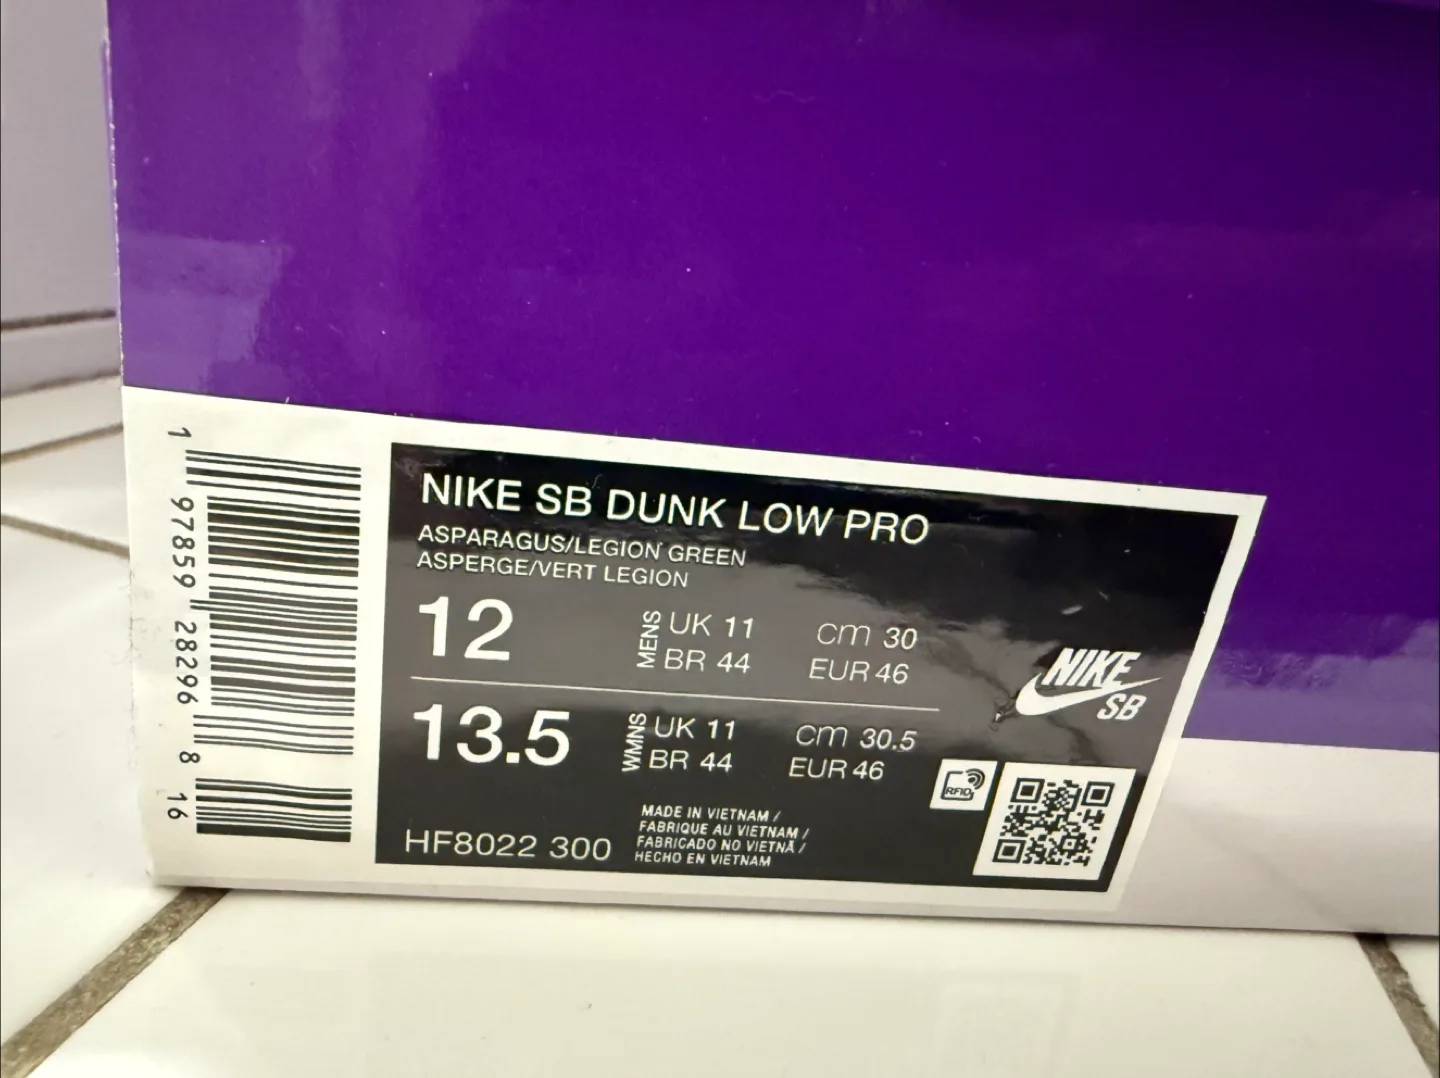 1 97859 28296 8 16
NIKE SB DUNK LOW PRO
ASPARAGUS/LEGION GREEN
ASPERGE/VERT LEGION
12
MENS
UK 11
cm 30
BR 44
EUR 46
13.5
WMNS
UK 11
cm 30.5
BR 44
EUR 46
NIKE
SB
RFID
HF8022 300
MADE IN VIETNAM /
FABRIQUE AU VIETNAM /
FABRICADO NO VIETNÃ /
HECHO EN VIETNAM